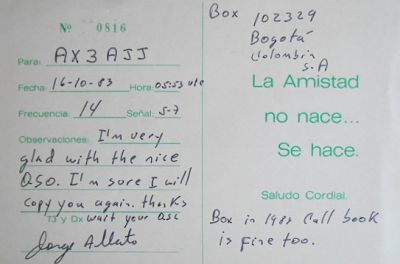 Nº 0816
Para: AX3AJJ
Fecha: 16-10-83 Hora: 05:53 utc
Frecuencia: 14 Señal: 5-7
Observaciones: I'm very
glad with the nice
QSO. I'm sure I will
copy you again. thanks
73 y Dx wait your QSL
Jorge Alberto
Box 102329
Bogotá
Colombia
S-A
La Amistad
no nace...
Se hace.
Saludo Cordial.
Box in 1983 Call book
is fine too.